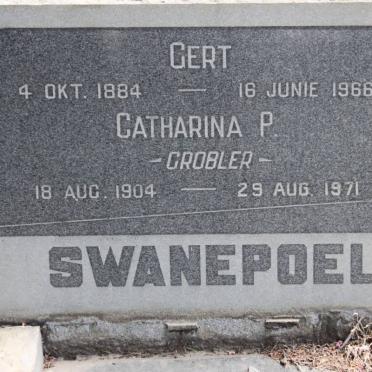 GERT
4 OKT. 1884 — 16 JUNIE 1966
CATHARINA P.
- GROBLER -
18 AUG. 1904 — 29 AUG. 1971
SWANEPOEL